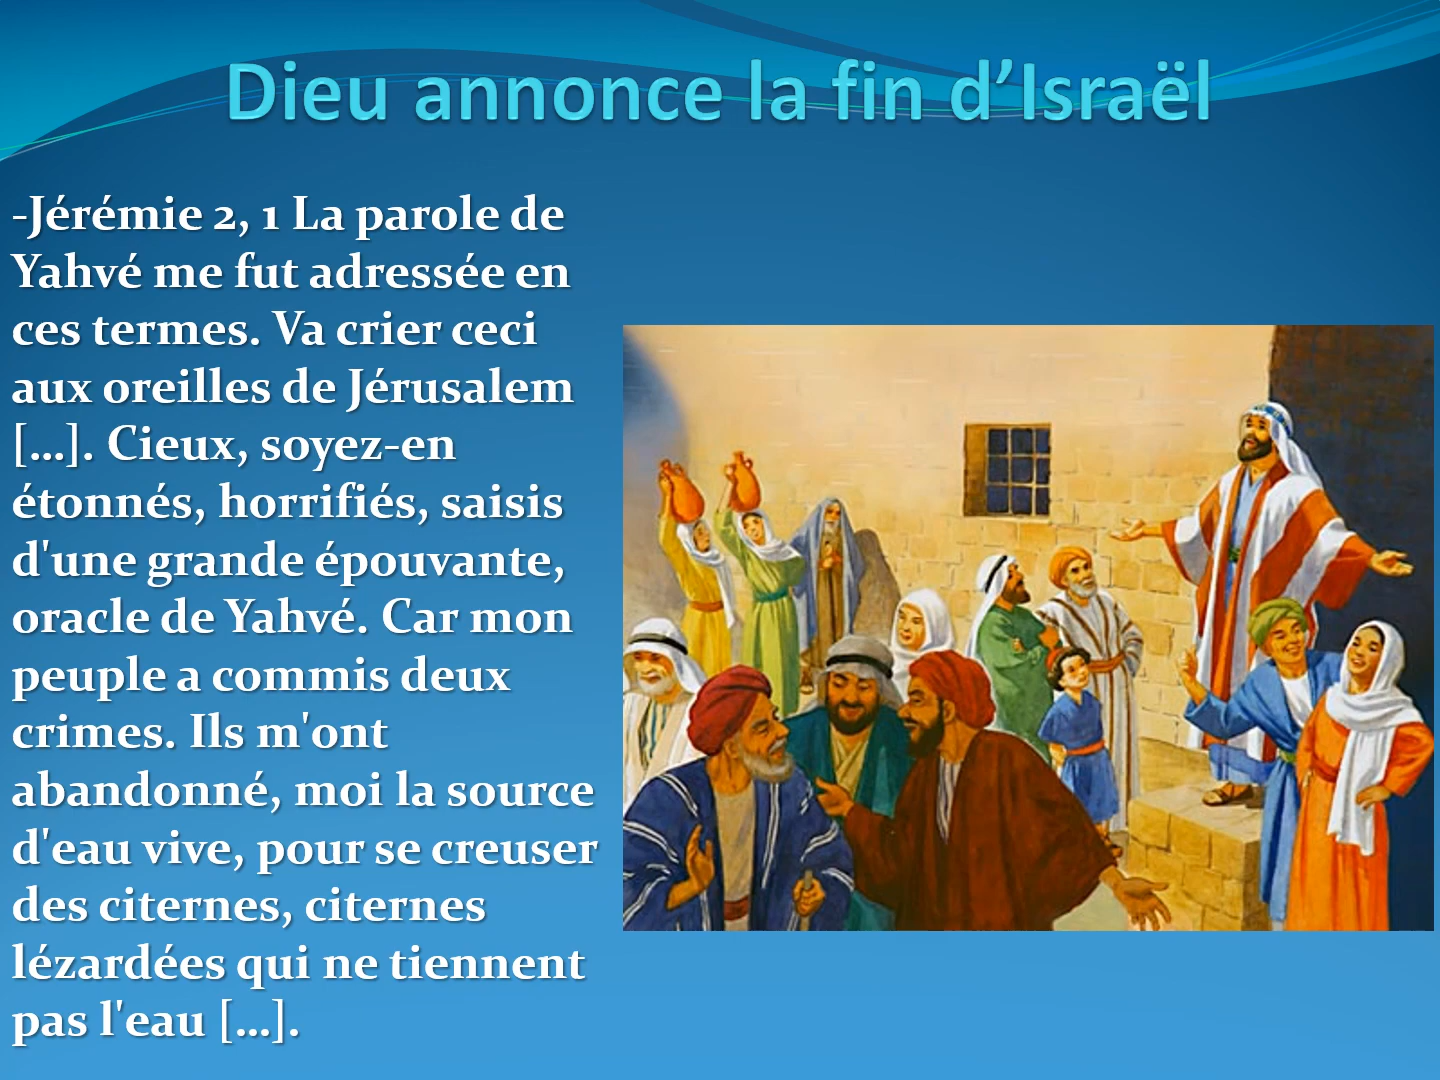 Dieu annonce la fin d’Israël
-Jérémie 2, 1 La parole de
Yahvé me fut adressée en
ces termes. Va crier ceci
aux oreilles de Jérusalem
[…]. Cieux, soyez-en
étonnés, horrifiés, saisis
d'une grande épouvante,
oracle de Yahvé. Car mon
peuple a commis deux
crimes. Ils m'ont
abandonné, moi la source
d'eau vive, pour se creuser
des citernes, citernes
lézardées qui ne tiennent
pas l'eau […].